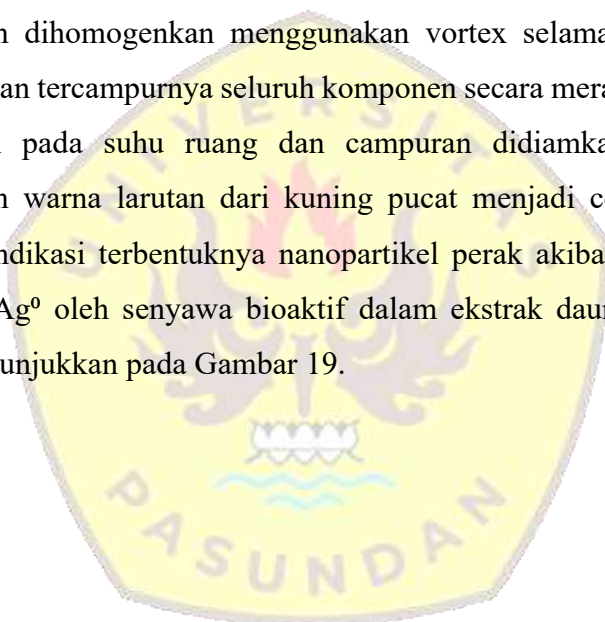 dihomogenkan menggunakan vortex selama
an tercampurnya seluruh komponen secara mera
pada suhu ruang dan campuran didiamka
warna larutan dari kuning pucat menjadi c
ndikasi terbentuknya nanopartikel perak akiba
Ag⁰ oleh senyawa bioaktif dalam ekstrak daun
unjukkan pada Gambar 19.
UNIVERSITAS
PASUNDAN